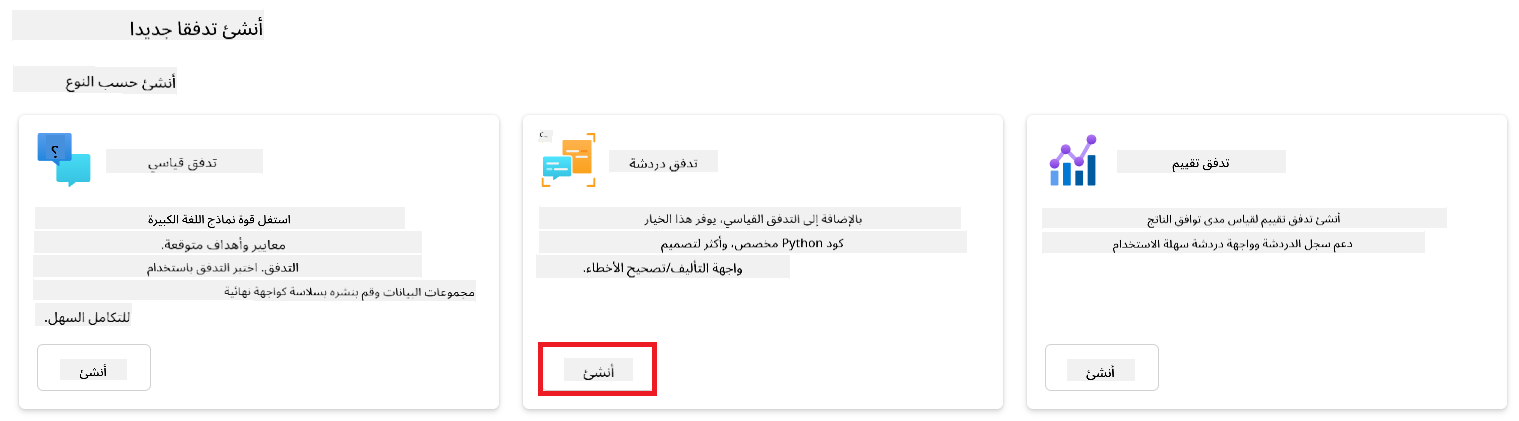 أنشئ تدفقا جديدا
أنشئ حسب النوع
؟
تدفق قياسي
استغل قوة نماذج اللغة الكبيرة
معايير وأهداف متوقعة.
التدفق. اختبر التدفق باستخدام
مجموعات البيانات وقم بنشره بسلاسة كواجهة نهائية
للتكامل السهل.
أنشئ
تدفق دردشة
بالإضافة إلى التدفق القياسي، يوفر هذا الخيار
كود Python مخصص، وأكثر لتصميم
واجهة التأليف/تصحيح الأخطاء.
أنشئ
تدفق تقييم
أنشئ تدفق تقييم لقياس مدى توافق الناتج
دعم سجل الدردشة وواجهة دردشة سهلة الاستخدام
أنشئ